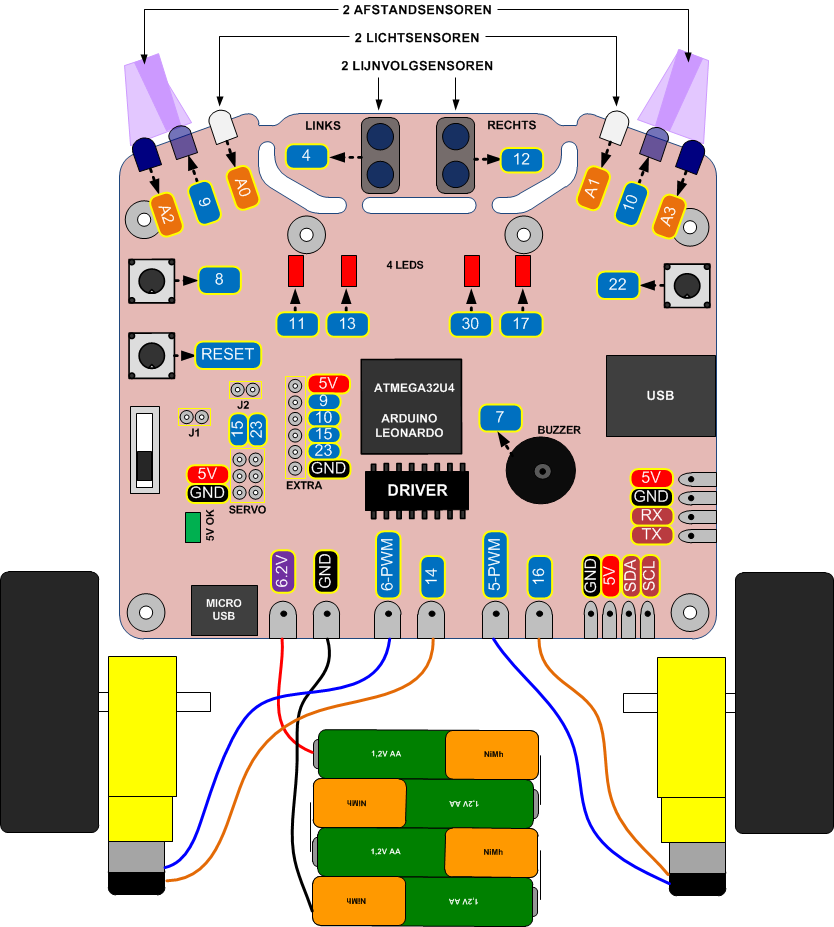 2 AFSTANDSENSOREN
2 LICHTSENSOREN
2 LIJNVOLGSENSOREN
LINKS
RECHTS
4
12
A2
9
A0
A1
10
A3
8
4 LEDS
22
11
13
30
17
RESET
J2
J1
15
23
5V
GND
SERVO
5V OK
5V
9
10
15
23
GND
EXTRA
ATMEGA32U4
ARDUINO
LEONARDO
DRIVER
7
BUZZER
USB
5V
GND
RX
TX
MICRO
USB
6.2V
GND
6-PWM
14
5-PWM
16
GND
5V
SDA
SCL
1,2V AA
NiMh
NiMh
1,2V AA
1,2V AA
NiMh
NiMh
1,2V AA